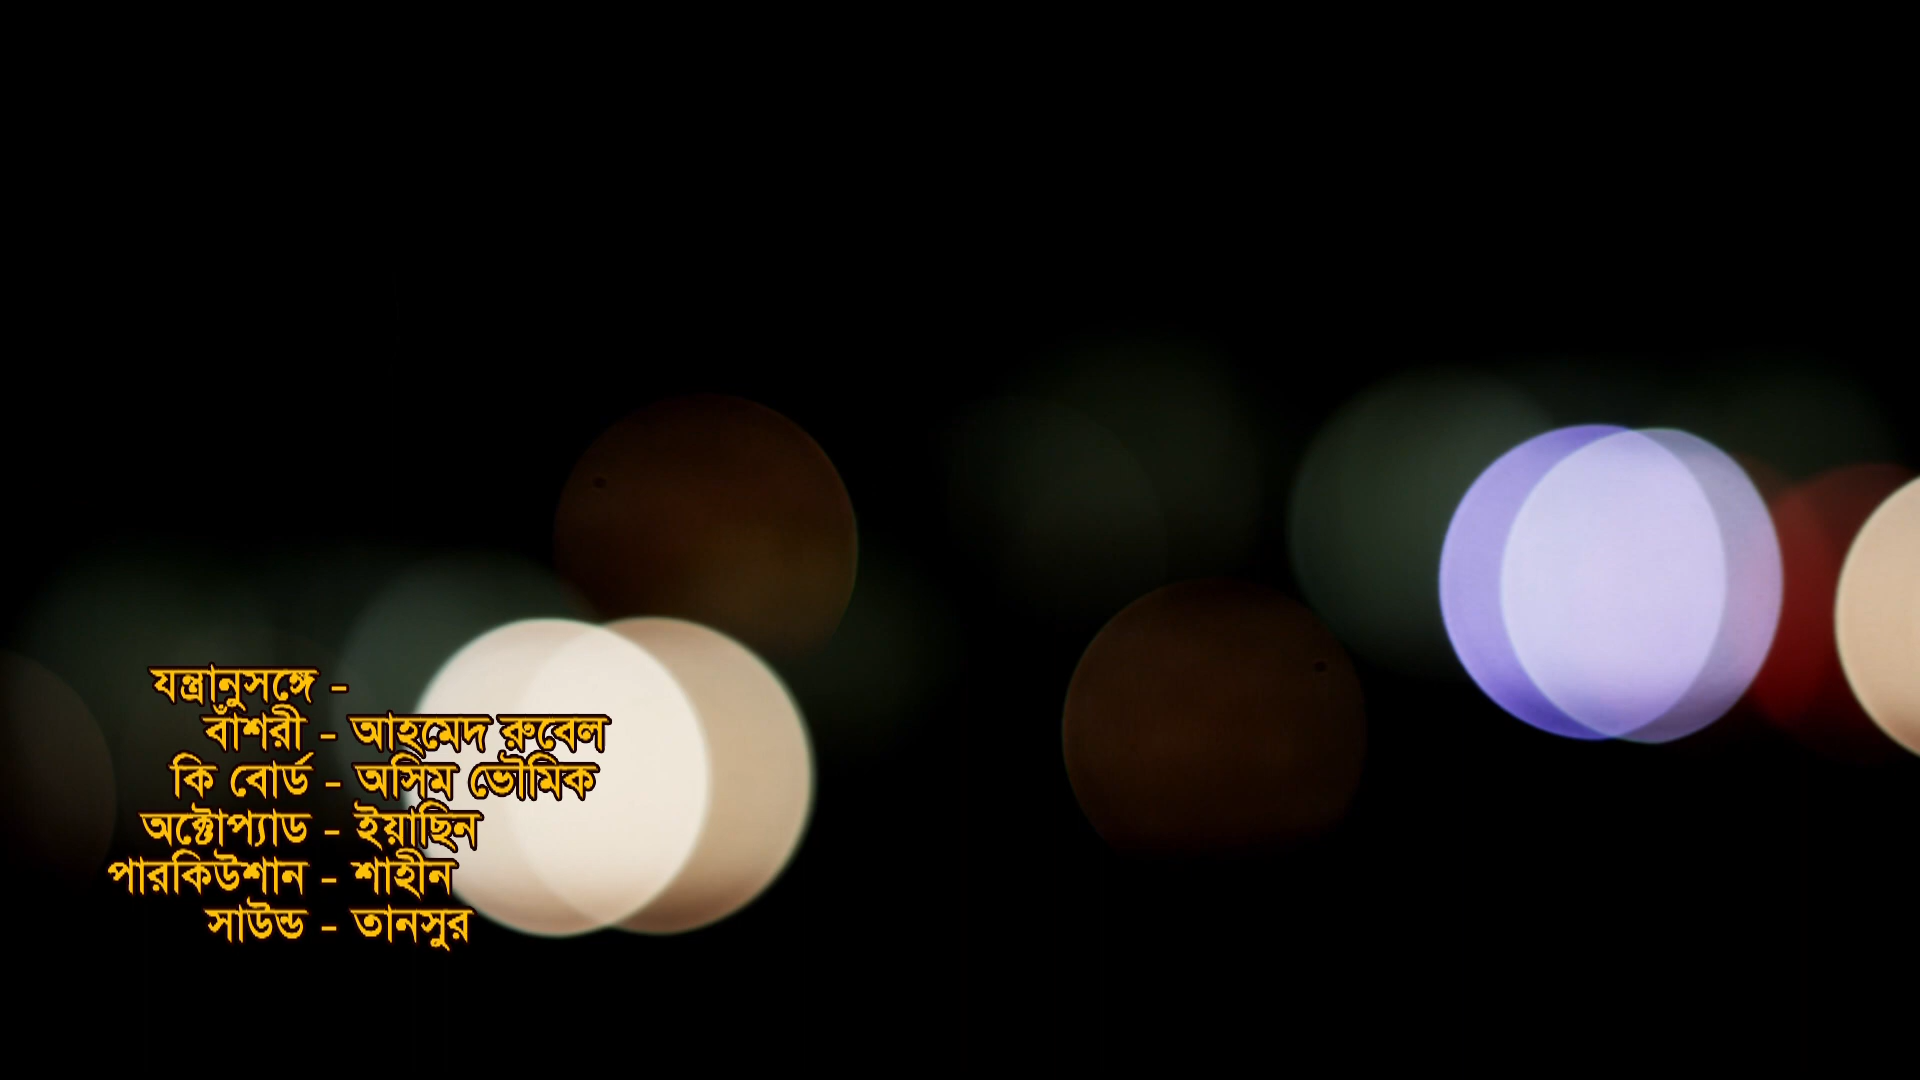 যন্ত্রানুসঙ্গে -
বাঁশরী - আহমেদ রুবেল
কি বোর্ড - অসিম ভৌমিক
অক্টোপ্যাড - ইয়াছিন
পারকিউশান - শাহীন
সাউন্ড - তানসুর